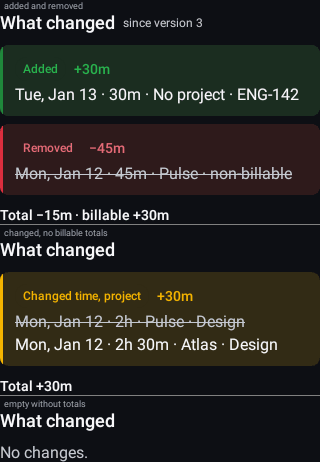 added and removed
What changed since version 3
Added +30m
Tue, Jan 13 · 30m · No project · ENG-142
Removed −45m
Mon, Jan 12 · 45m · Pulse · non-billable
Total −15m · billable +30m
changed, no billable totals
What changed
Changed time, project +30m
Mon, Jan 12 · 2h · Pulse · Design
Mon, Jan 12 · 2h 30m · Atlas · Design
Total +30m
empty without totals
What changed
No changes.